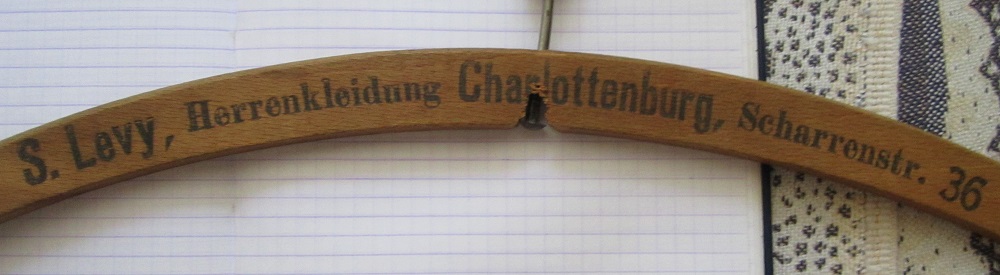 S. Levy, Herrenkleidung Charlottenburg, Scharrenstr. 36